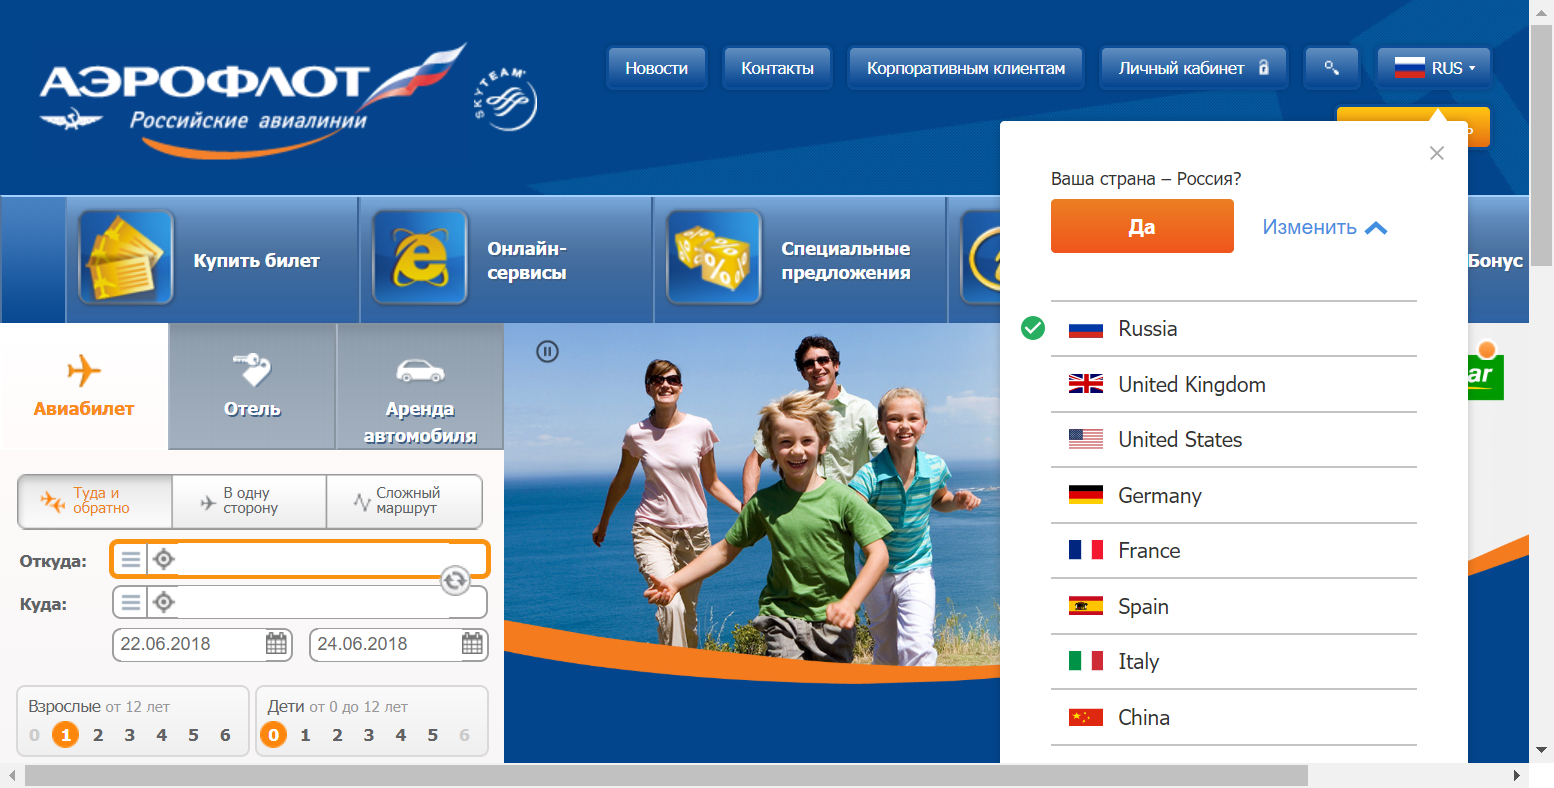 АЭРОФЛОТ
Российские авиалинии
SKYTEAM
Новости
Контакты
Корпоративным клиентам
Личный кабинет
RUS
Ваша страна – Россия?
Да
Изменить
Купить билет
Онлайн-
сервисы
Специальные
предложения
Бонус
Russia
United Kingdom
United States
Germany
France
Spain
Italy
China
Авиабилет
Отель
Аренда
автомобиля
Туда и
обратно
В одну
сторону
Сложный
маршрут
Откуда:
Куда:
22.06.2018
24.06.2018
Взрослые от 12 лет
0 1 2 3 4 5 6
Дети от 0 до 12 лет
0 1 2 3 4 5 6